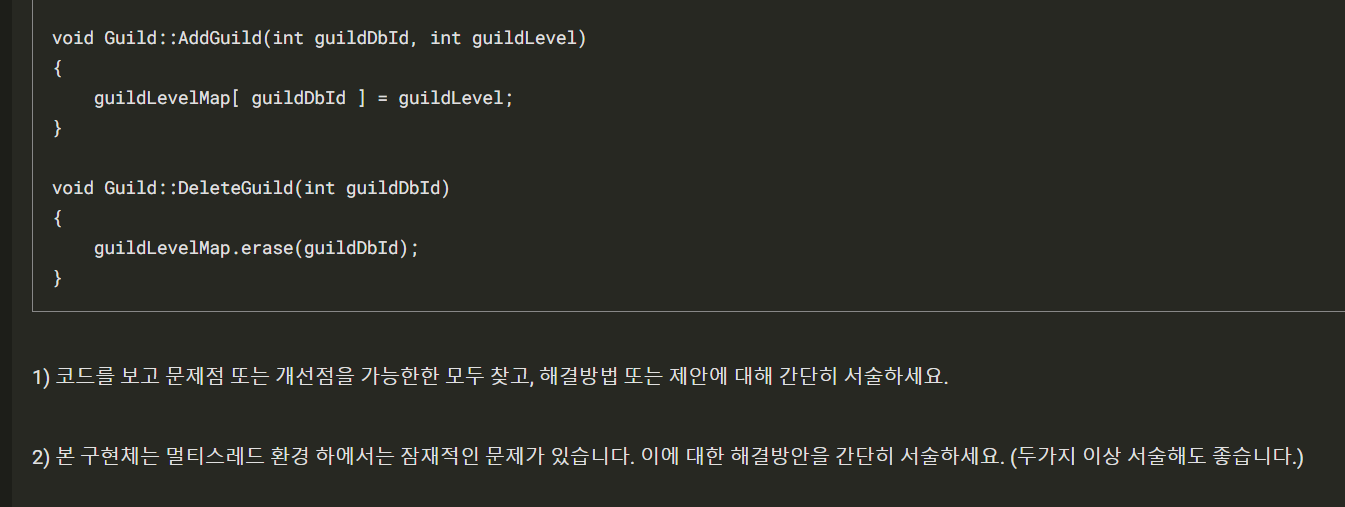 void Guild::AddGuild(int guildDbId, int guildLevel)
{
    guildLevelMap[ guildDbId ] = guildLevel;
}
void Guild::DeleteGuild(int guildDbId)
{
    guildLevelMap.erase(guildDbId);
}
1) 코드를 보고 문제점 또는 개선점을 가능한한 모두 찾고, 해결방법 또는 제안에 대해 간단히 서술하세요.
2) 본 구현체는 멀티스레드 환경 하에서는 잠재적인 문제가 있습니다. 이에 대한 해결방안을 간단히 서술하세요. (두가지 이상 서술해도 좋습니다.)